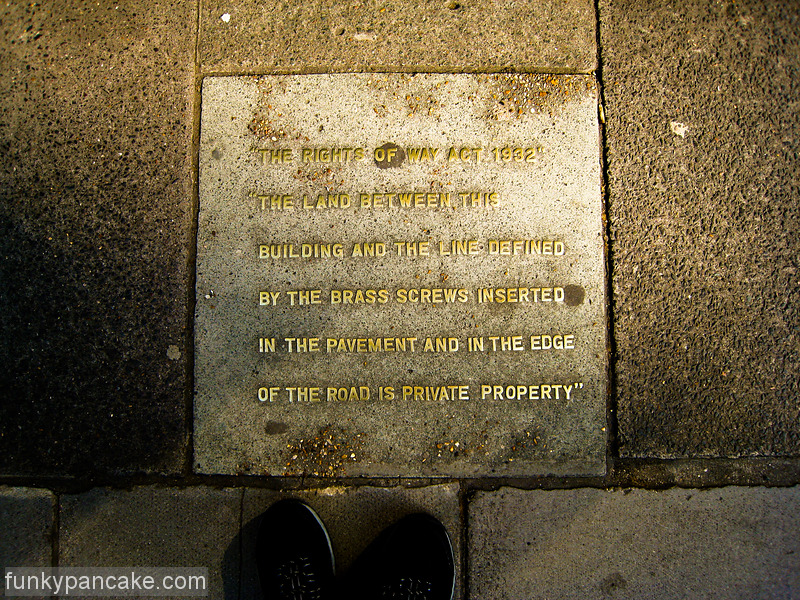 "THE RIGHTS OF WAY ACT 1932"
"THE LAND BETWEEN THIS
BUILDING AND THE LINE DEFINED
BY THE BRASS SCREWS INSERTED
IN THE PAVEMENT AND IN THE EDGE
OF THE ROAD IS PRIVATE PROPERTY"
funkypancake.com